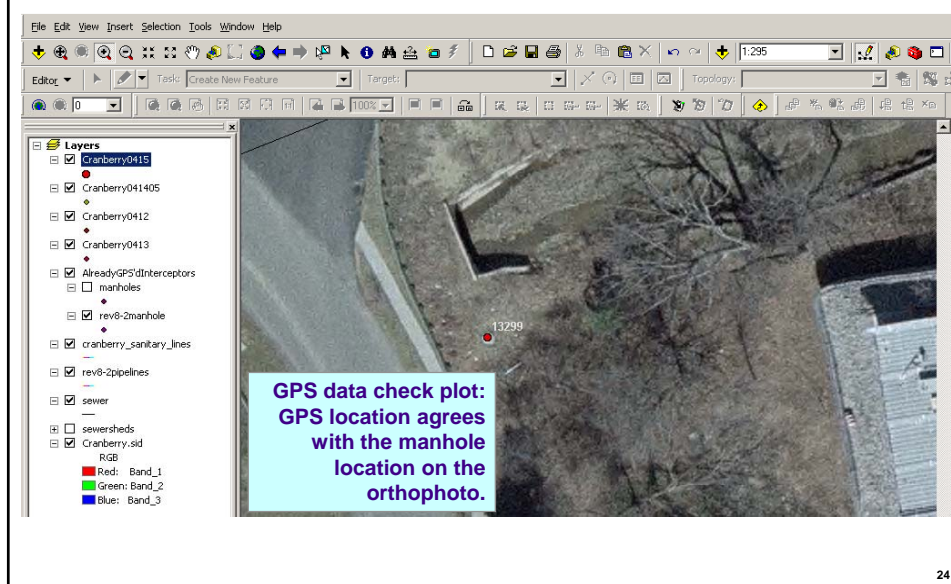 File Edit View Insert Selection Tools Window Help
1:295
Editor Task: Create New Feature Target: Topology:
0 100%
Layers
Cranberry0415
Cranberry041405
Cranberry0412
Cranberry0413
AlreadyGPS'dInterceptors
manholes
rev8-2manhole
cranberry_sanitary_lines
rev8-2pipelines
sewer
sewersheds
Cranberry.sid
RGB
Red: Band_1
Green: Band_2
Blue: Band_3
13299
GPS data check plot:
GPS location agrees
with the manhole
location on the
orthophoto.
24